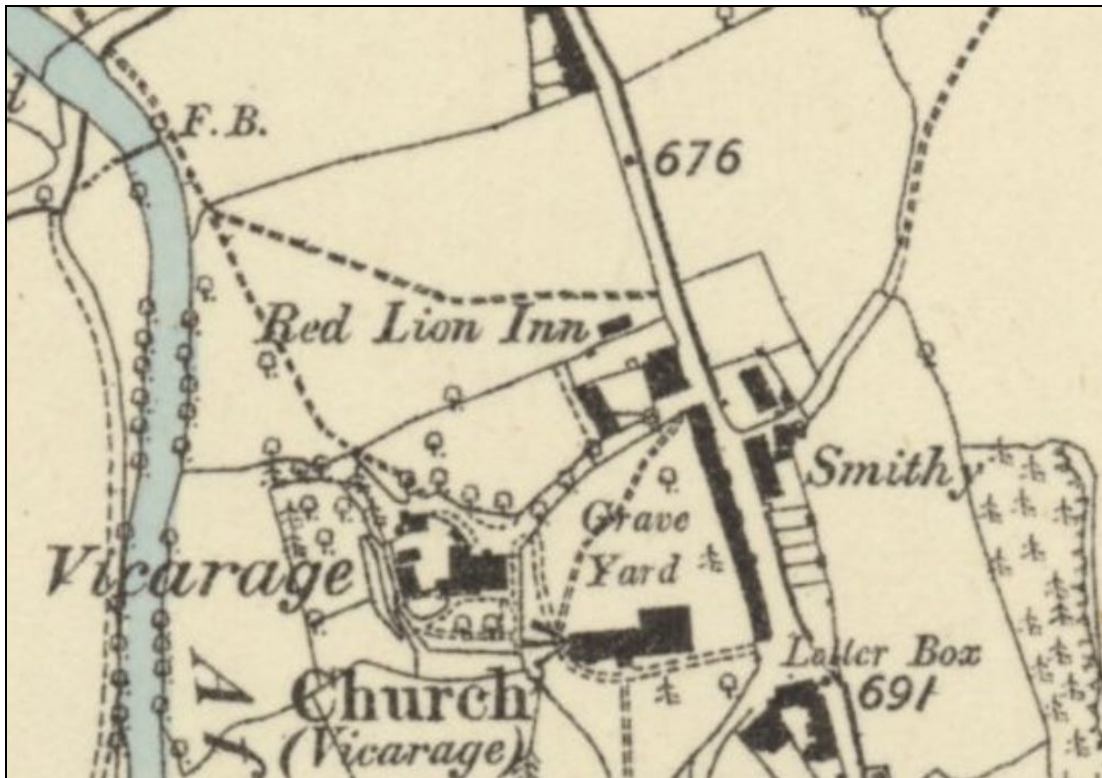 F.B.
676
Red Lion Inn
Smithy
Grave
Yard
Vicarage
Letter Box
691
Church
(Vicarage)